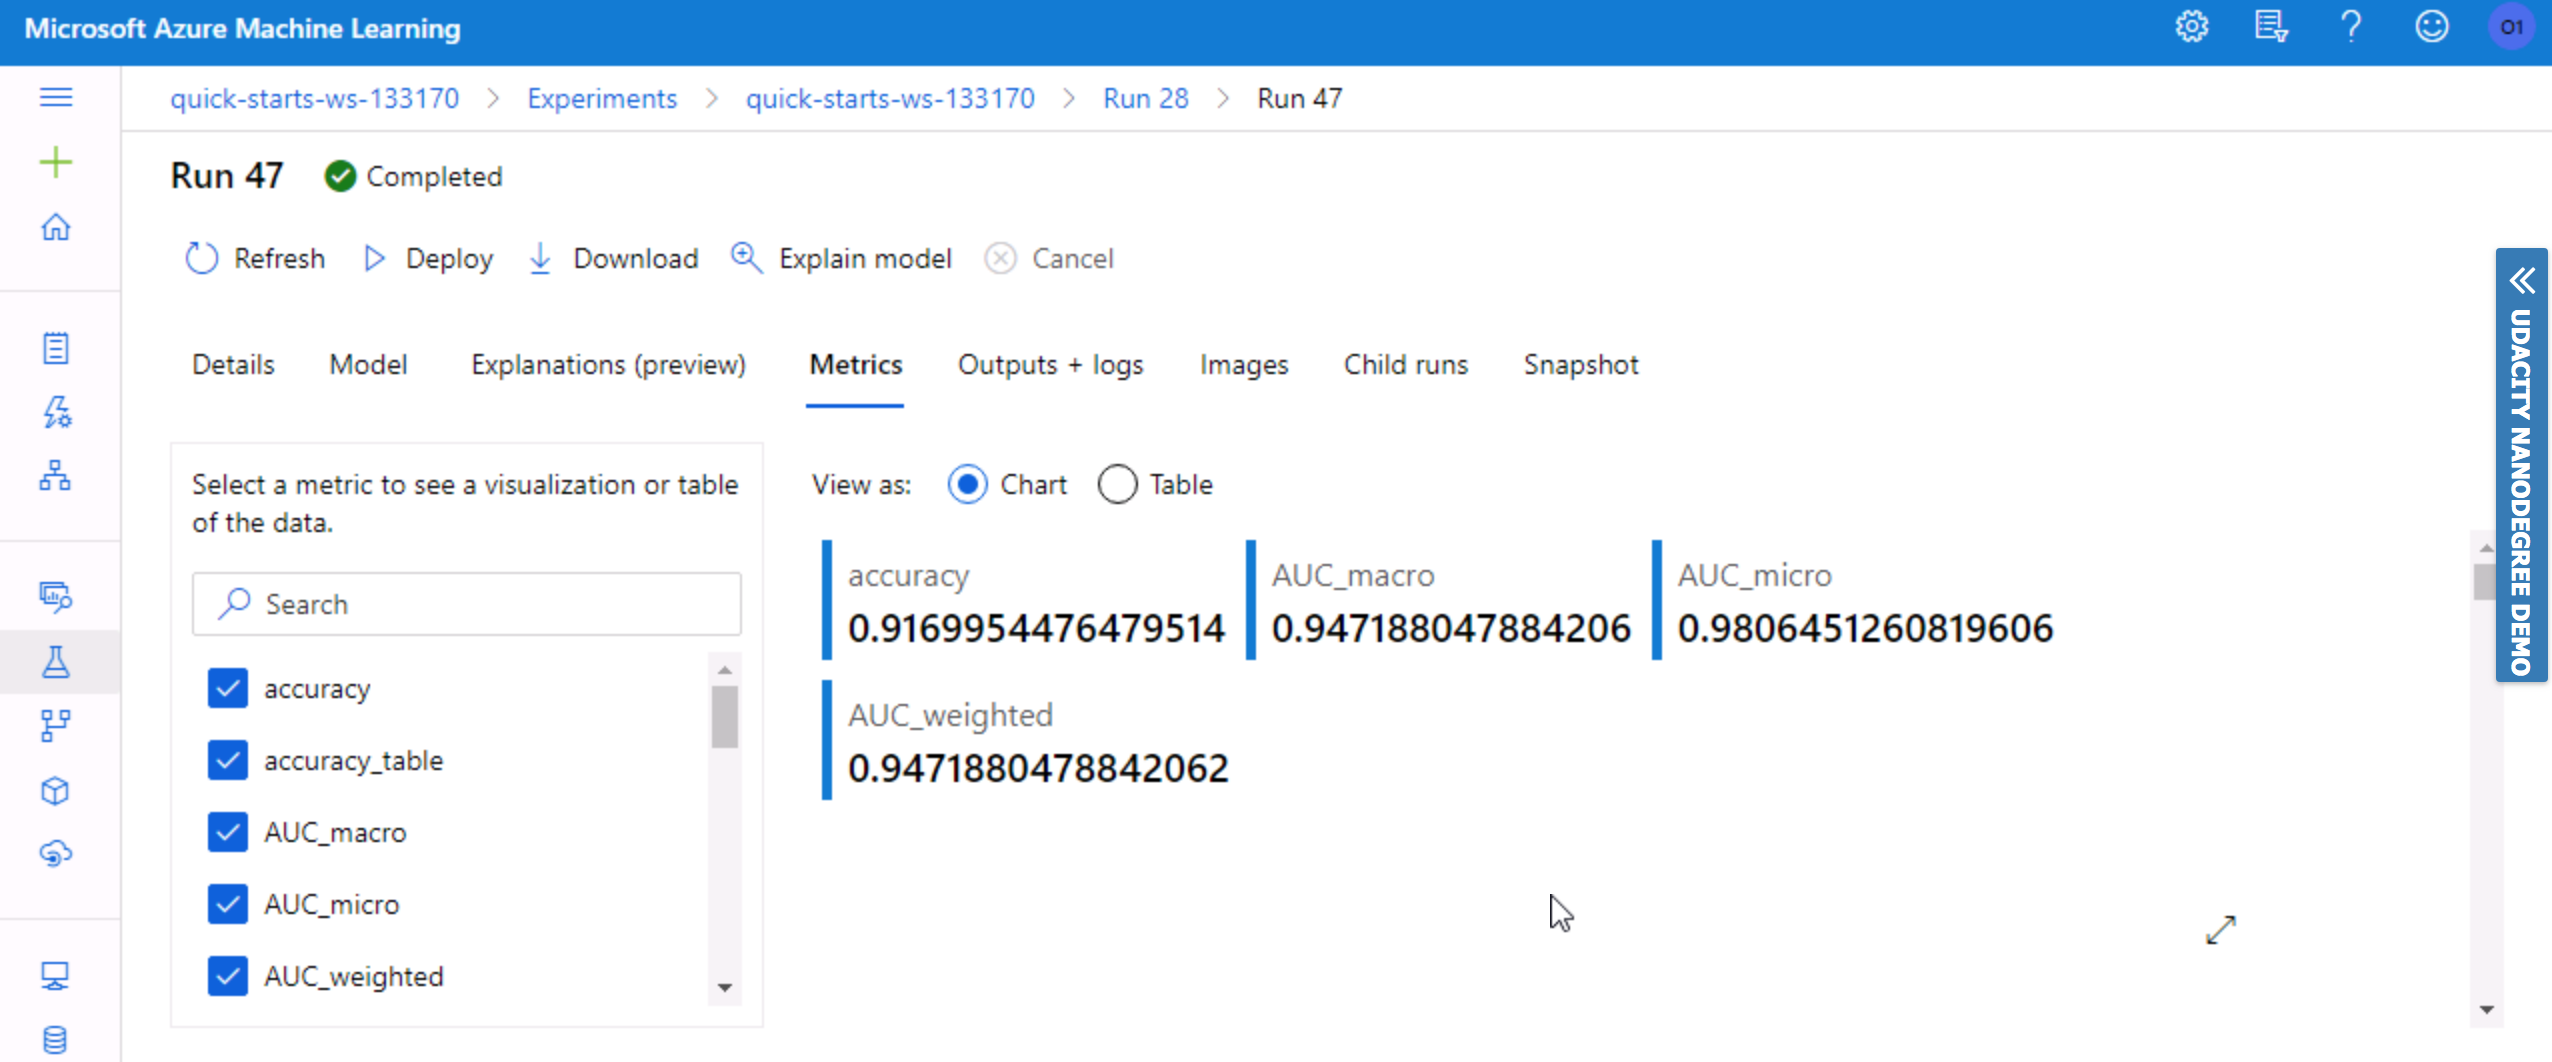 Microsoft Azure Machine Learning
01
quick-starts-ws-133170 > Experiments > quick-starts-ws-133170 > Run 28 > Run 47
Run 47 Completed
Refresh Deploy Download Explain model Cancel
Details Model Explanations (preview) Metrics Outputs + logs Images Child runs Snapshot
Select a metric to see a visualization or table
of the data.
Search
accuracy
accuracy_table
AUC_macro
AUC_micro
AUC_weighted
View as: Chart Table
accuracy
0.9169954476479514
AUC_macro
0.947188047884206
AUC_micro
0.9806451260819606
AUC_weighted
0.9471880478842062
UDACITY NANODEGREE DEMO